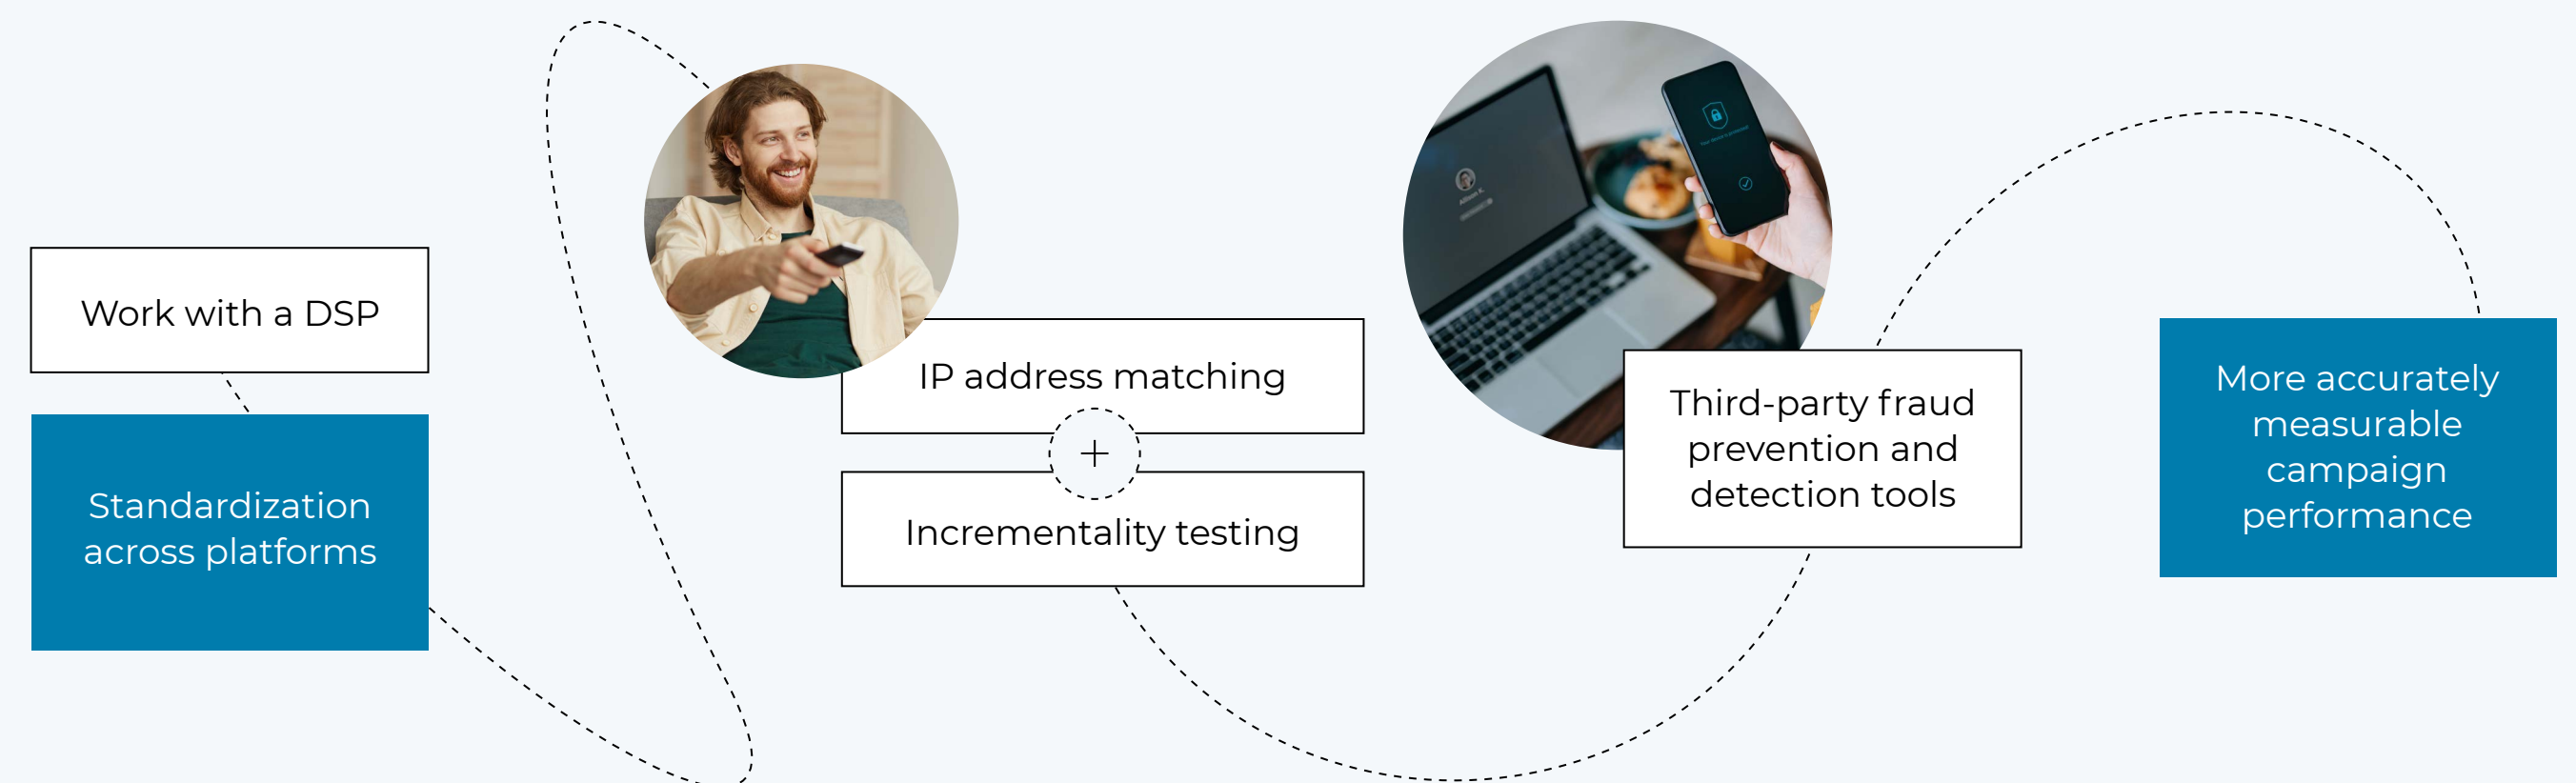 Work with a DSP
Standardization
across platforms
IP address matching
+
Incrementality testing
Allison K.
Third-party fraud
prevention and
detection tools
More accurately
measurable
campaign
performance